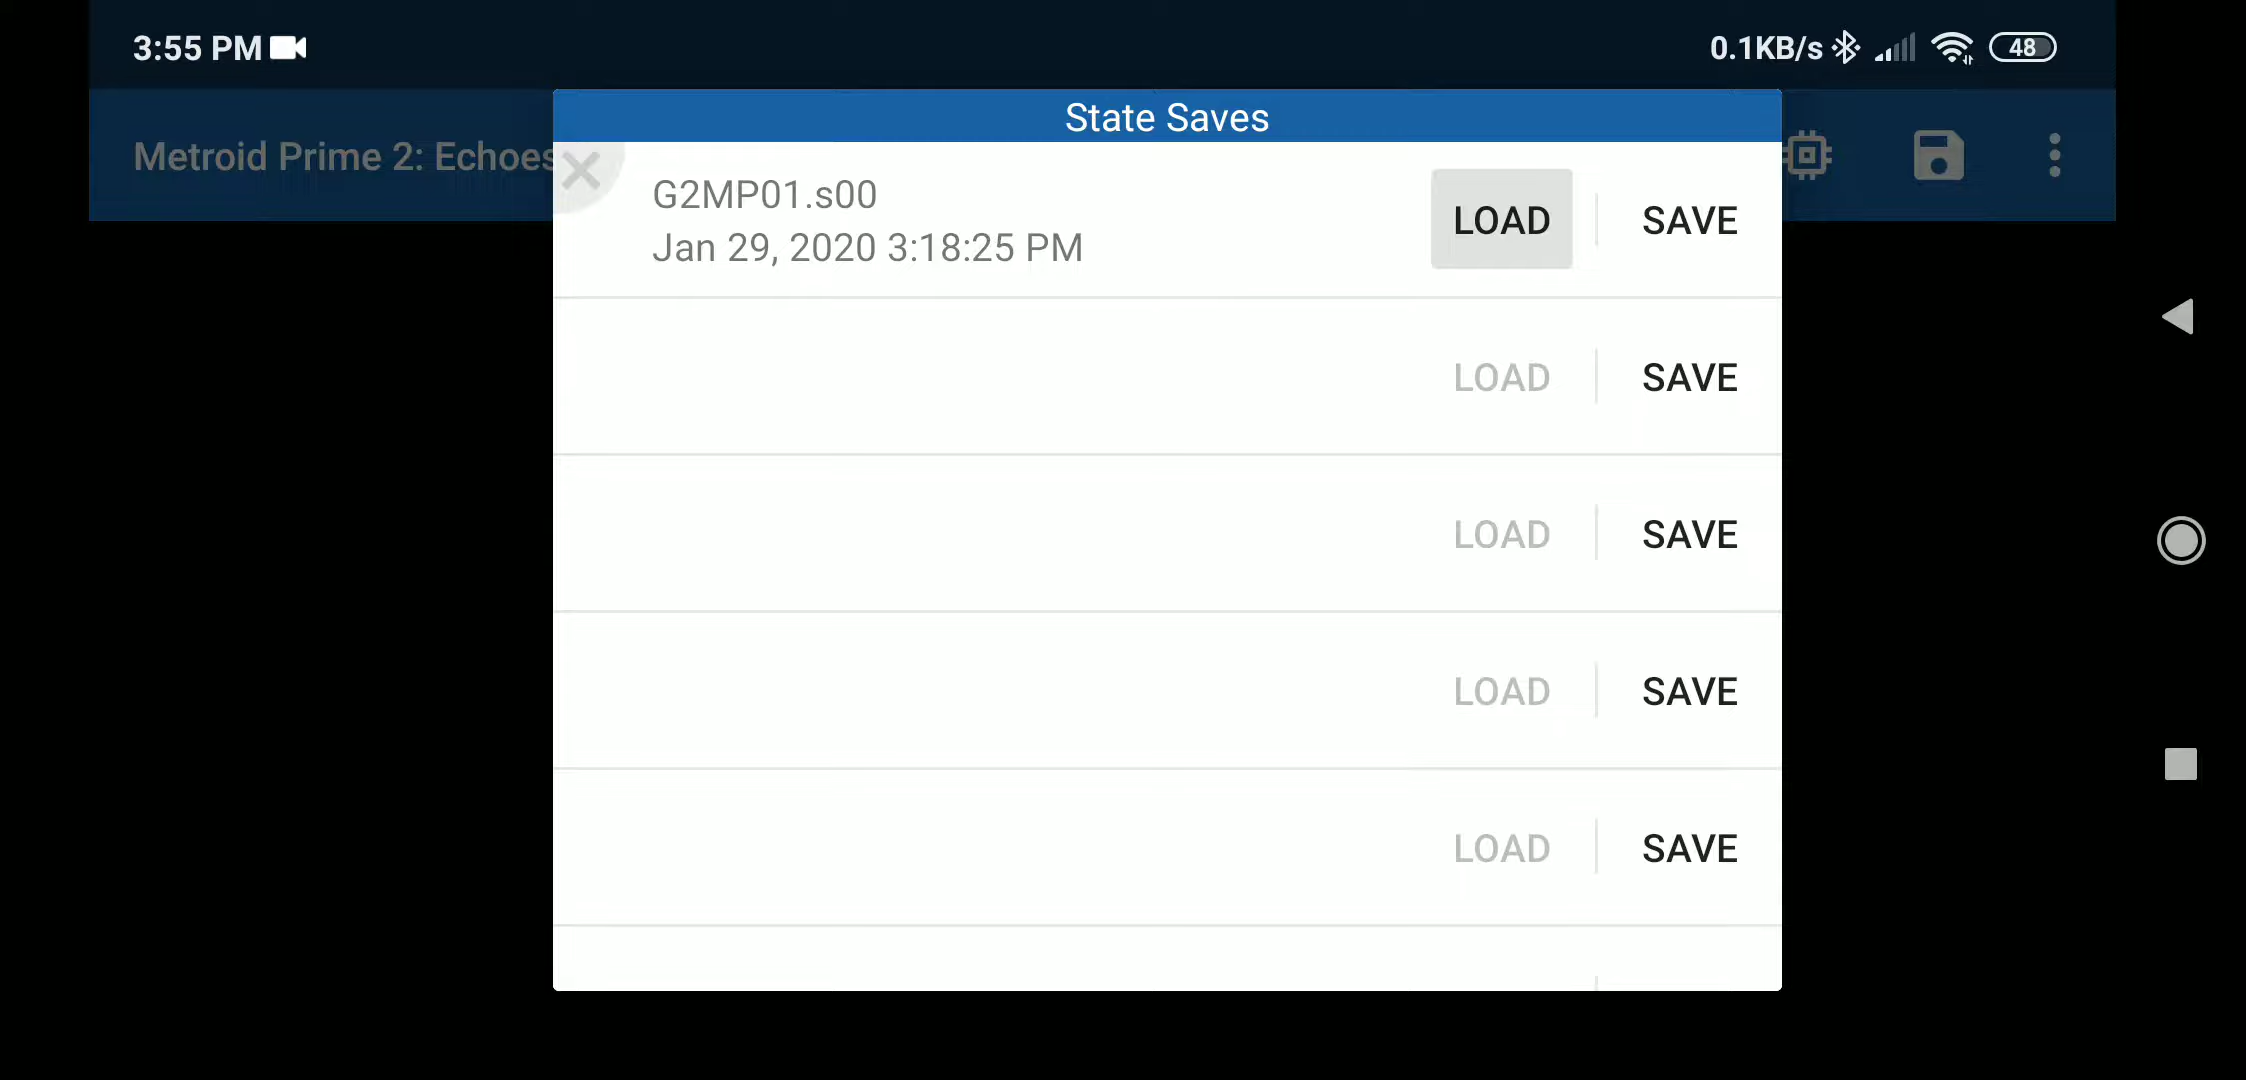 3:55 PM
0.1KB/s
48
Metroid Prime 2: Echoes
State Saves
G2MP01.s00
Jan 29, 2020 3:18:25 PM
LOAD
SAVE
LOAD
SAVE
LOAD
SAVE
LOAD
SAVE
LOAD
SAVE